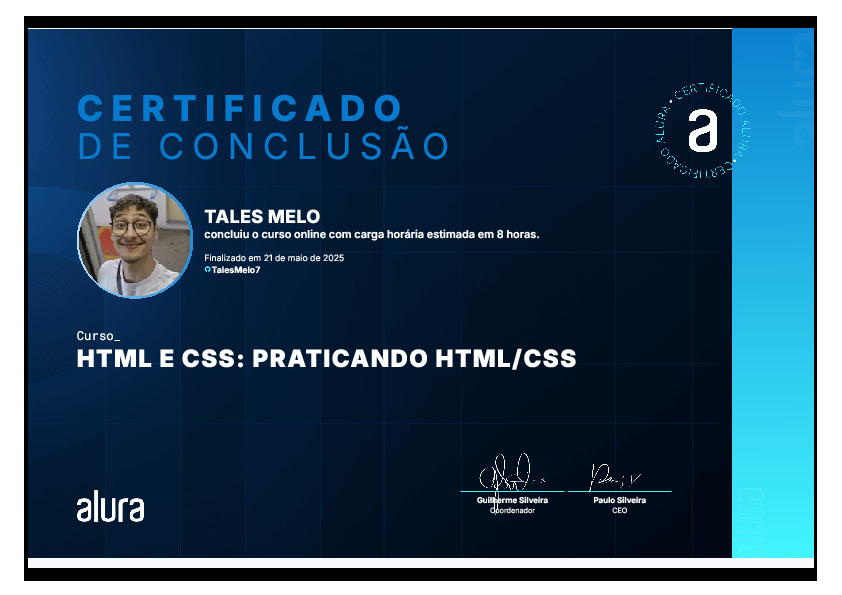 CERTIFICADO
DE CONCLUSÃO
CERTIFICADO ALURA • CERTIFICADO ALURA •
a
alura
TALES MELO
concluiu o curso online com carga horária estimada em 8 horas.
Finalizado em 21 de maio de 2025
TalesMelo7
Curso_
HTML E CSS: PRATICANDO HTML/CSS
alura
Guilherme Silveira
Coordenador
Paulo Silveira
CEO
alura